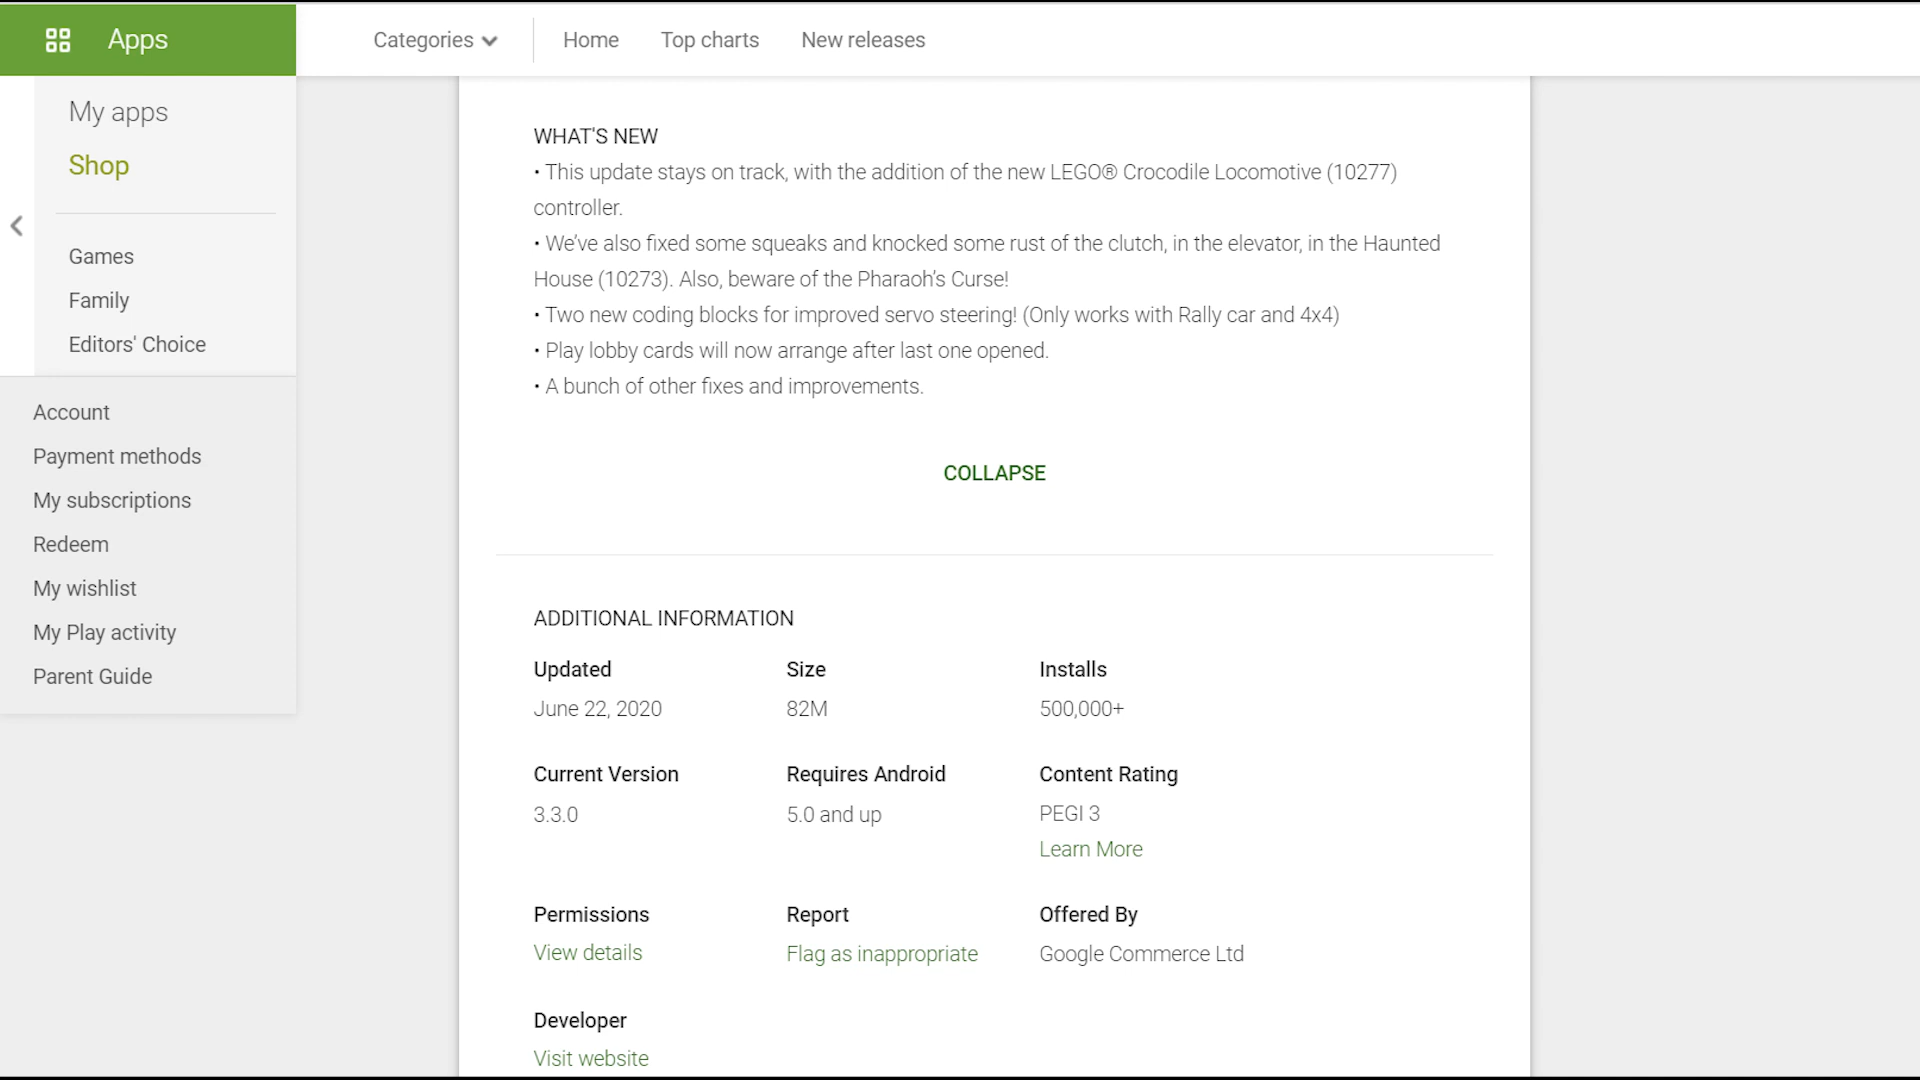 Apps
Categories
Home
Top charts
New releases
My apps
Shop
Games
Family
Editors' Choice
Account
Payment methods
My subscriptions
Redeem
My wishlist
My Play activity
Parent Guide
WHAT'S NEW
• This update stays on track, with the addition of the new LEGO® Crocodile Locomotive (10277)
controller.
• We’ve also fixed some squeaks and knocked some rust of the clutch, in the elevator, in the Haunted
House (10273). Also, beware of the Pharaoh’s Curse!
• Two new coding blocks for improved servo steering! (Only works with Rally car and 4x4)
• Play lobby cards will now arrange after last one opened.
• A bunch of other fixes and improvements.
COLLAPSE
ADDITIONAL INFORMATION
Updated
June 22, 2020
Size
82M
Installs
500,000+
Current Version
3.3.0
Requires Android
5.0 and up
Content Rating
PEGI 3
Learn More
Permissions
View details
Report
Flag as inappropriate
Offered By
Google Commerce Ltd
Developer
Visit website